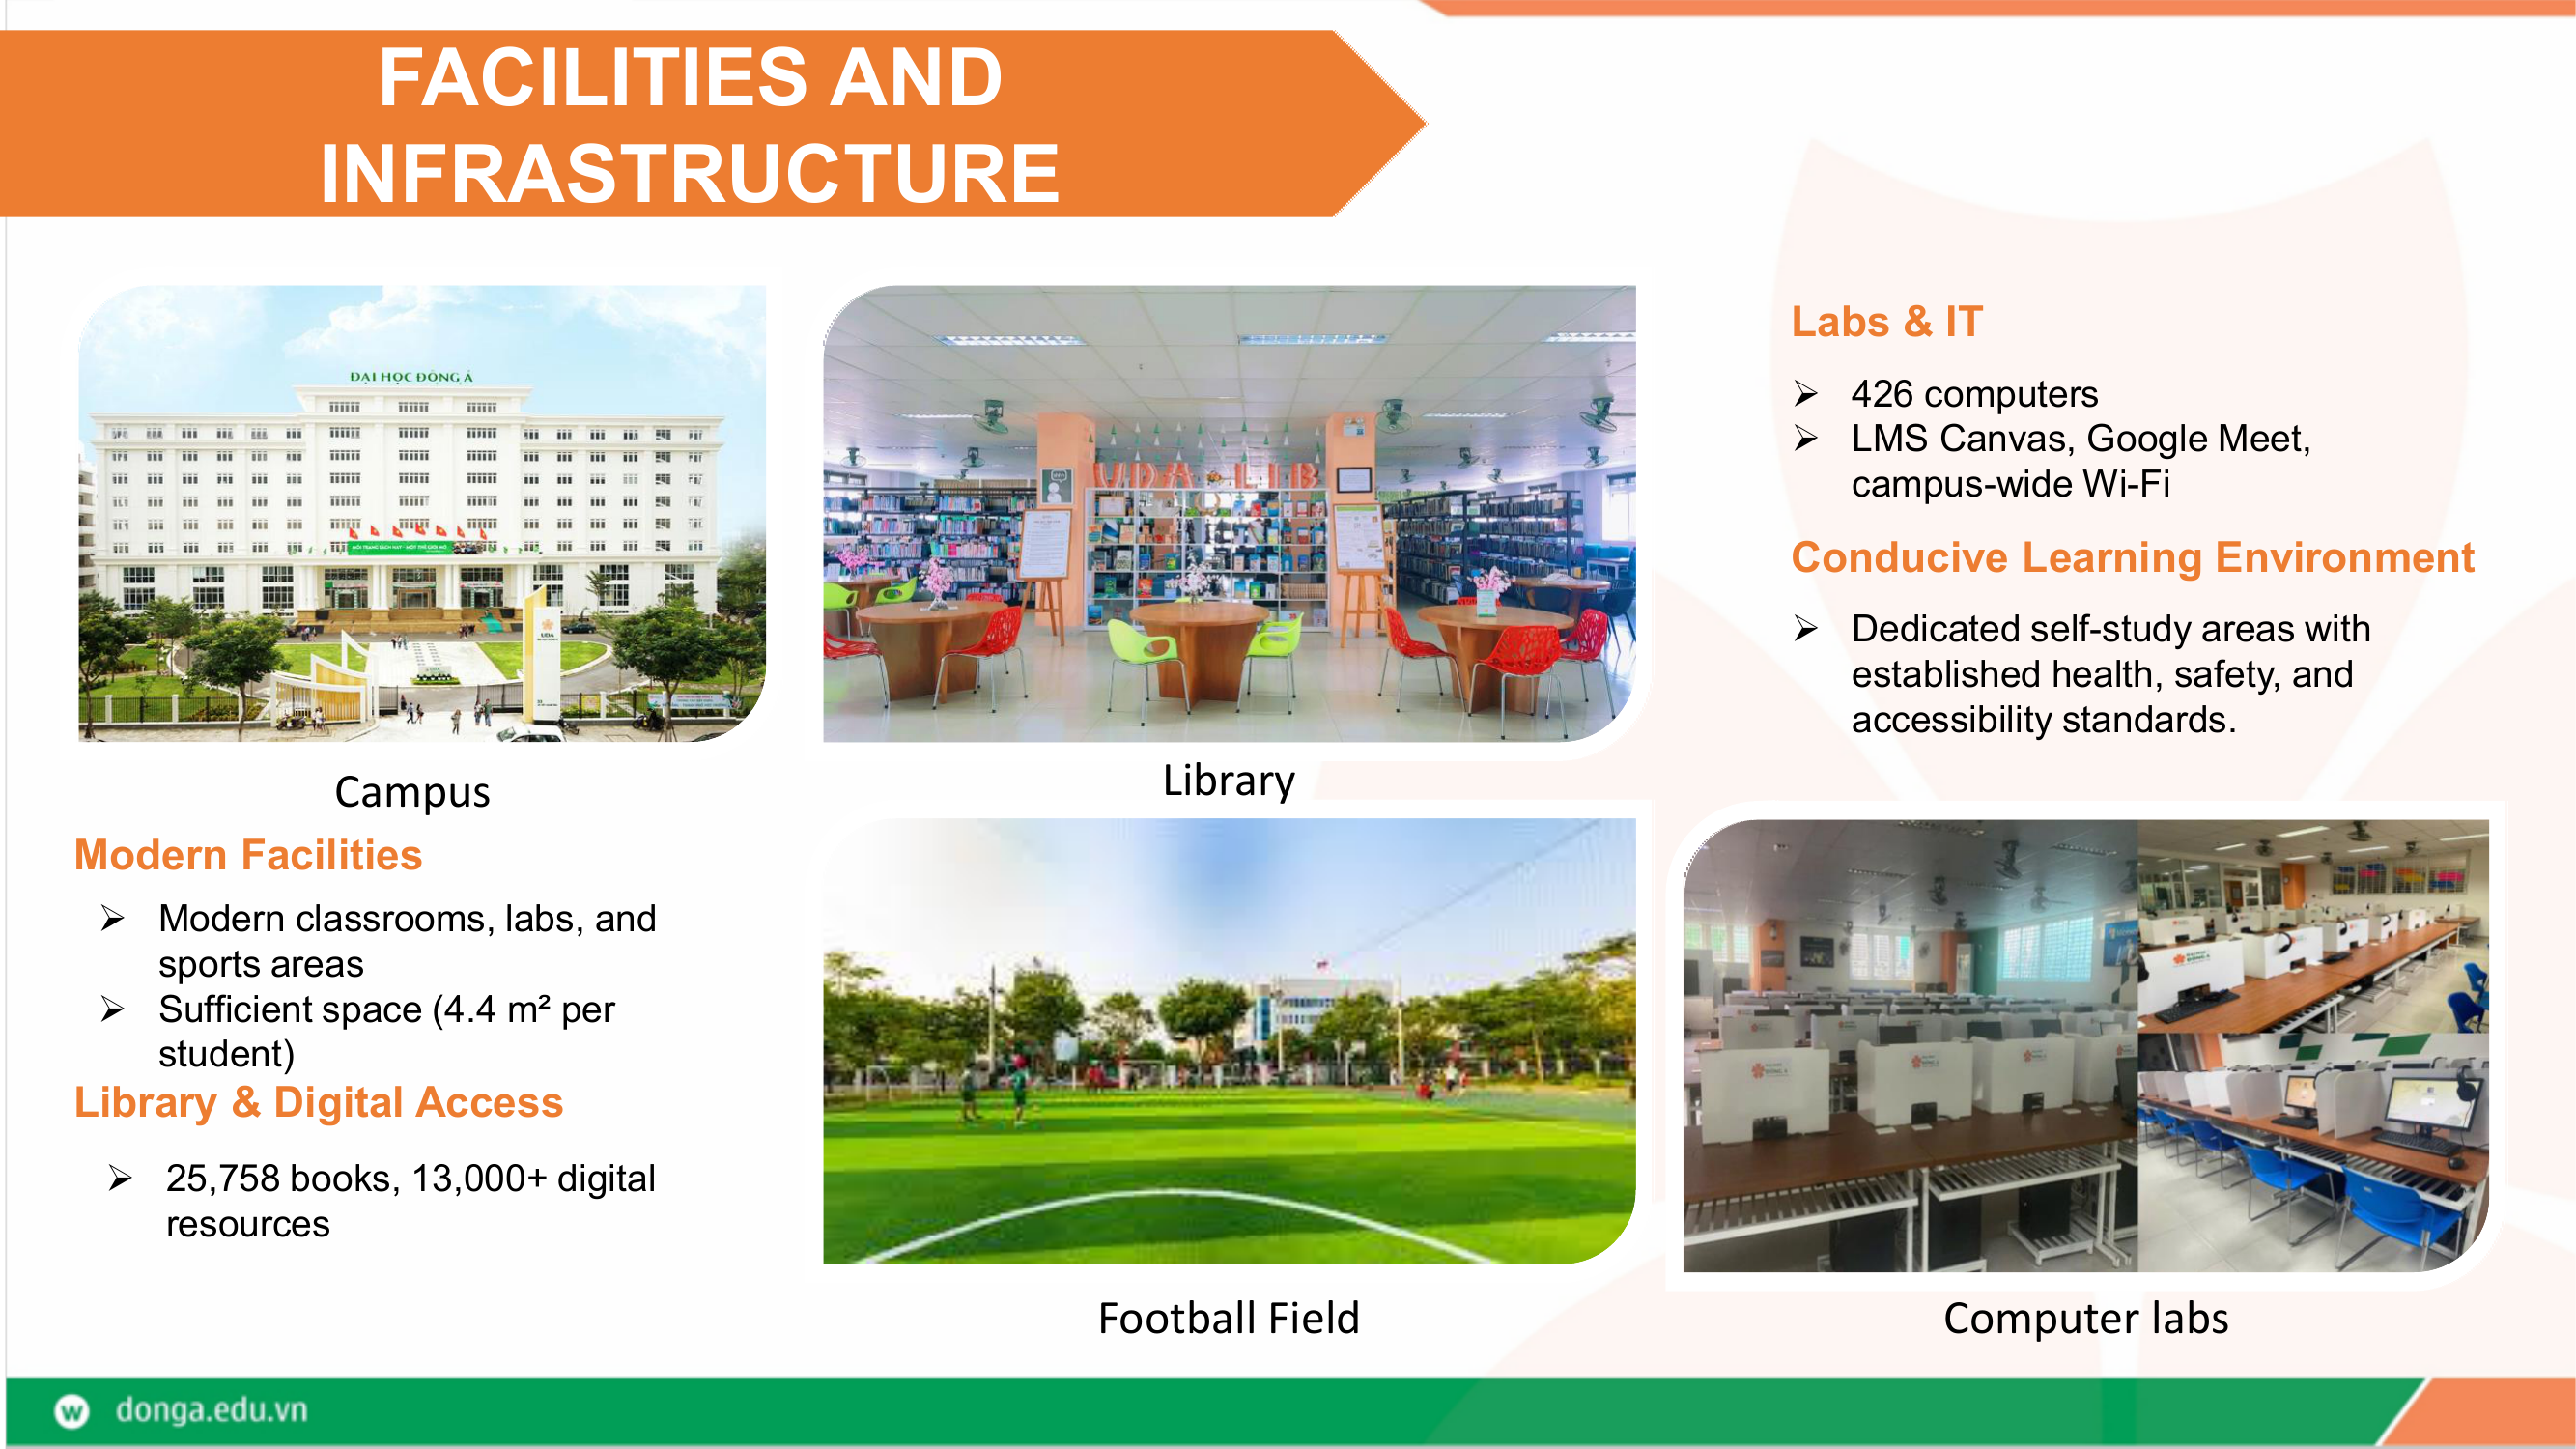 FACILITIES AND
INFRASTRUCTURE
ĐẠI HỌC ĐÔNG Á
UDA
UDA - LIB
Campus
Library
Modern Facilities
➢ Modern classrooms, labs, and
sports areas
➢ Sufficient space (4.4 m² per
student)
Library & Digital Access
➢ 25,758 books, 13,000+ digital
resources
Labs & IT
➢ 426 computers
➢ LMS Canvas, Google Meet,
campus-wide Wi-Fi
Conducive Learning Environment
➢ Dedicated self-study areas with
established health, safety, and
accessibility standards.
ĐÔNG Á
Football Field
Computer labs
w donga.edu.vn